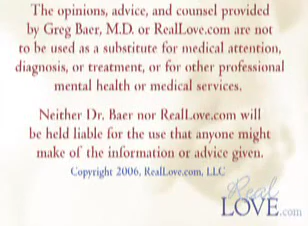 The opinions, advice, and counsel provided
by Greg Baer, M.D. or RealLove.com are not
to be used as a substitute for medical attention,
diagnosis, or treatment, or for other professional
mental health or medical services.
Neither Dr. Baer nor RealLove.com will
be held liable for the use that anyone might
make of the information or advice given.
Copyright 2006, RealLove.com, LLC
Real
LOVE.com